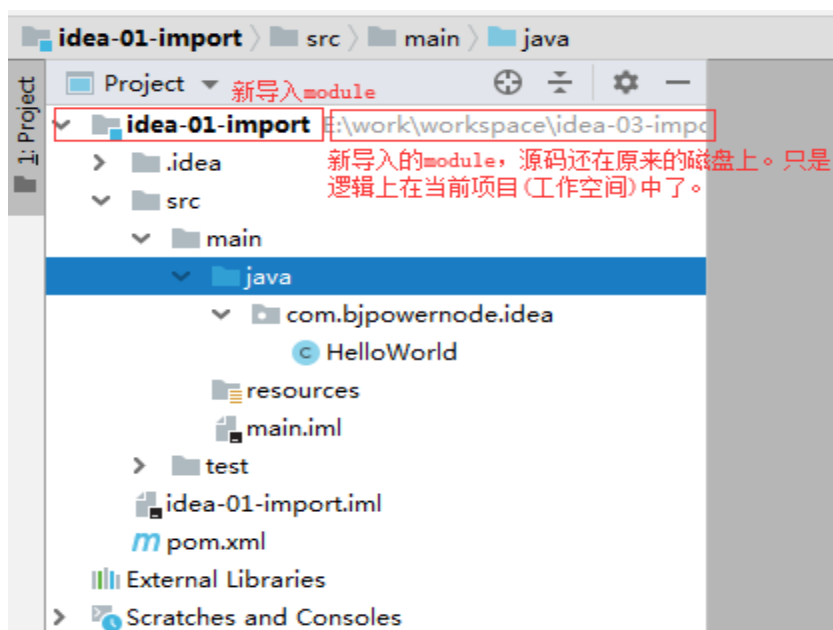 idea-01-import src main java
1: Project
Project 新导入module
idea-01-import E:\work\workspace\idea-03-impo
.idea
新导入的module，源码还在原来的磁盘上。只是
逻辑上在当前项目(工作空间)中了。
src
main
java
com.bjpowernode.idea
C HelloWorld
resources
main.iml
test
idea-01-import.iml
m pom.xml
External Libraries
Scratches and Consoles